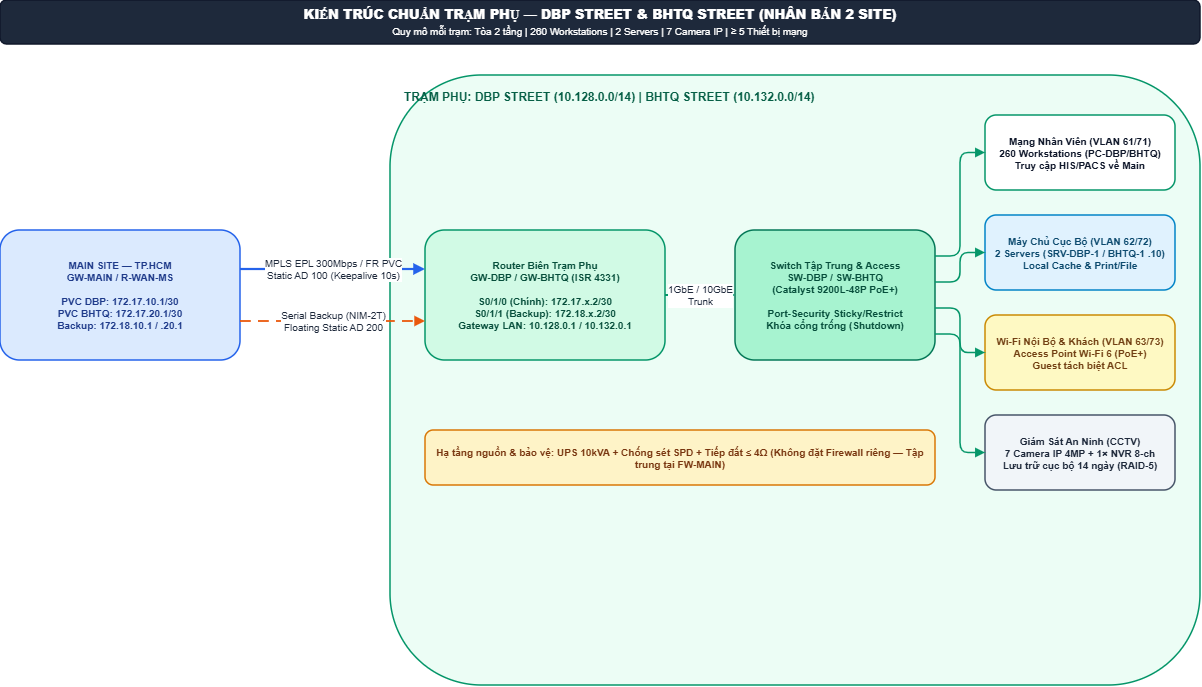 KIẾN TRÚC CHUẨN TRẠM PHỤ — DBP STREET & BHTQ STREET (NHÂN BẢN 2 SITE)
Quy mô mỗi trạm: Tòa 2 tầng | 260 Workstations | 2 Servers | 7 Camera IP | ≥ 5 Thiết bị mạng
TRẠM PHỤ: DBP STREET (10.128.0.0/14) | BHTQ STREET (10.132.0.0/14)
MAIN SITE — TP.HCM
GW-MAIN / R-WAN-MS
PVC DBP: 172.17.10.1/30
PVC BHTQ: 172.17.20.1/30
Backup: 172.18.10.1 / .20.1
MPLS EPL 300Mbps / FR PVC
Static AD 100 (Keepalive 10s)
Serial Backup (NIM-2T)
Floating Static AD 200
Router Biên Trạm Phụ
GW-DBP / GW-BHTQ (ISR 4331)
S0/1/0 (Chính): 172.17.x.2/30
S0/1/1 (Backup): 172.18.x.2/30
Gateway LAN: 10.128.0.1 / 10.132.0.1
1GbE / 10GbE
Trunk
Switch Tập Trung & Access
SW-DBP / SW-BHTQ
(Catalyst 9200L-48P PoE+)
Port-Security Sticky/Restrict
Khóa cổng trống (Shutdown)
Mạng Nhân Viên (VLAN 61/71)
260 Workstations (PC-DBP/BHTQ)
Truy cập HIS/PACS về Main
Máy Chủ Cục Bộ (VLAN 62/72)
2 Servers (SRV-DBP-1 / BHTQ-1 .10)
Local Cache & Print/File
Wi-Fi Nội Bộ & Khách (VLAN 63/73)
Access Point Wi-Fi 6 (PoE+)
Guest tách biệt ACL
Giám Sát An Ninh (CCTV)
7 Camera IP 4MP + 1× NVR 8-ch
Lưu trữ cục bộ 14 ngày (RAID-5)
Hạ tầng nguồn & bảo vệ: UPS 10kVA + Chống sét SPD + Tiếp đất ≤ 4Ω (Không đặt Firewall riêng — Tập
trung tại FW-MAIN)